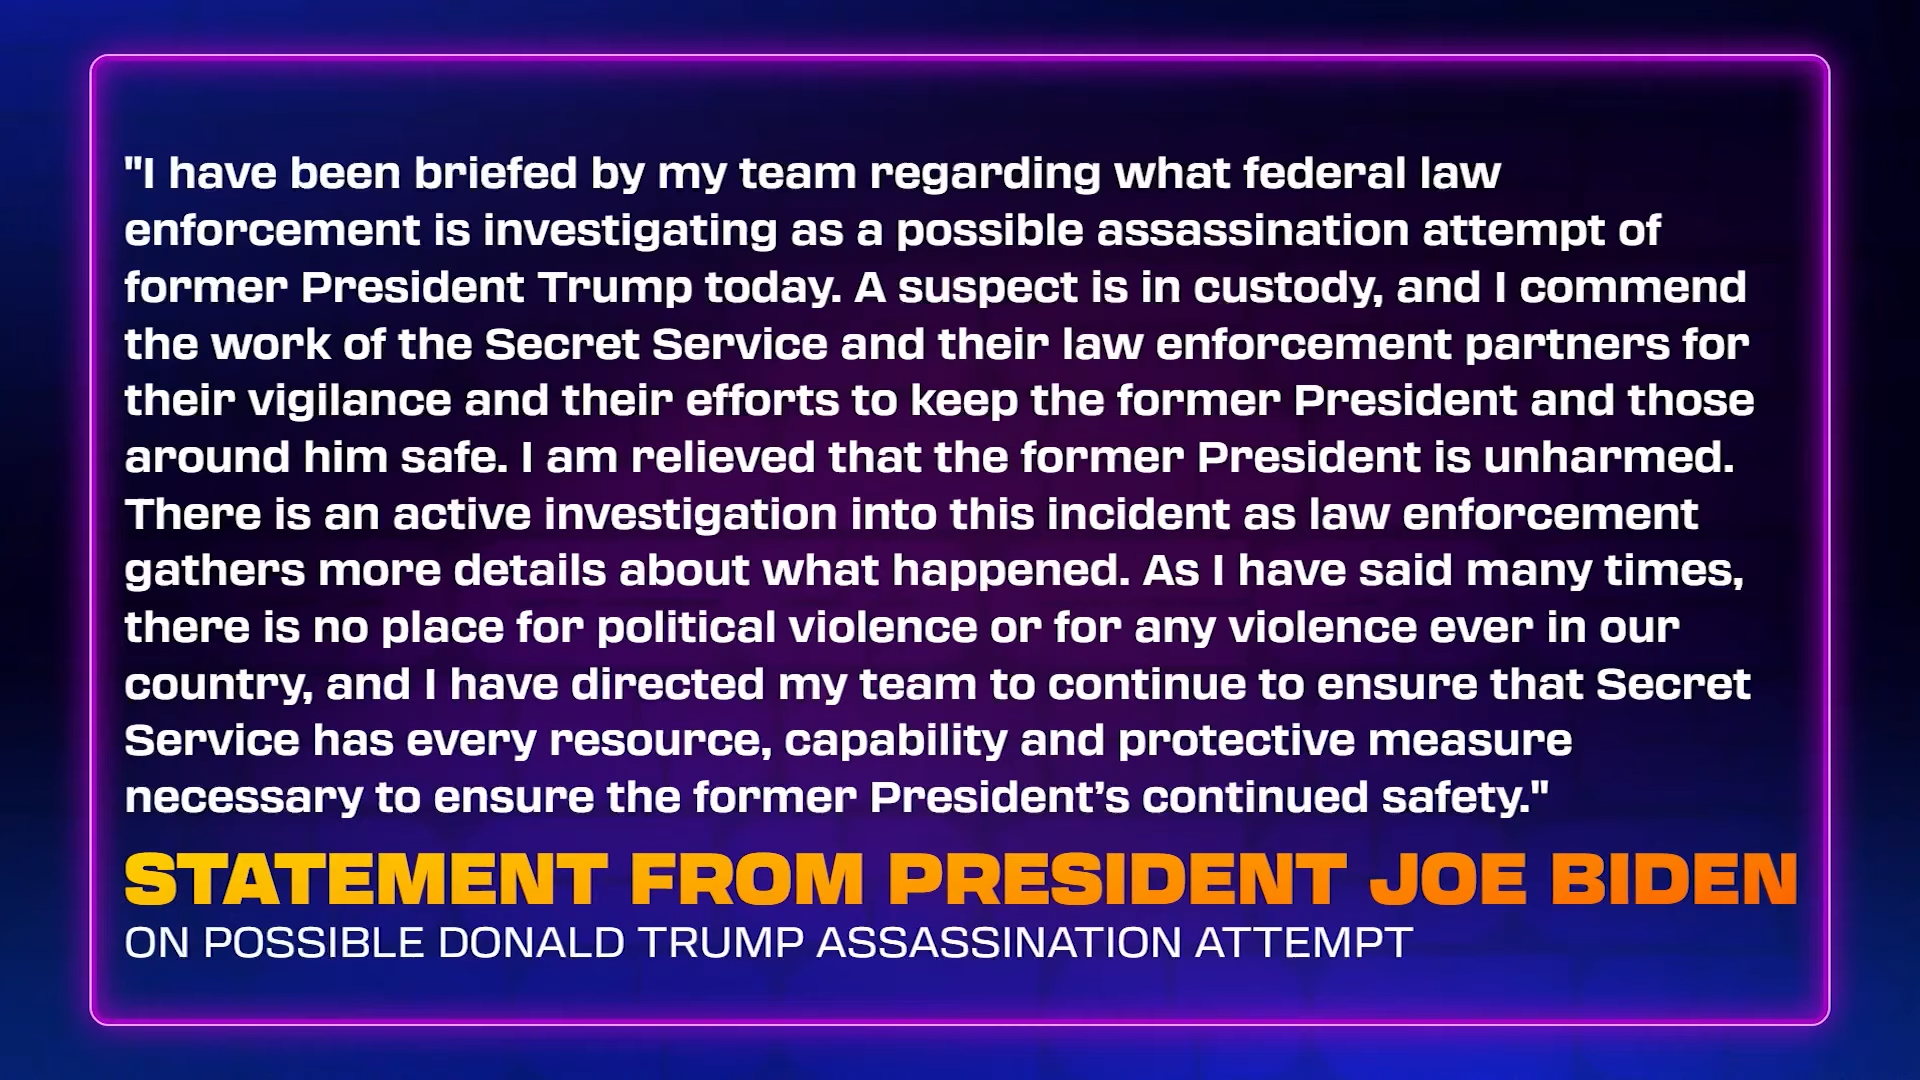 "I have been briefed by my team regarding what federal law
enforcement is investigating as a possible assassination attempt of
former President Trump today. A suspect is in custody, and I commend
the work of the Secret Service and their law enforcement partners for
their vigilance and their efforts to keep the former President and those
around him safe. I am relieved that the former President is unharmed.
There is an active investigation into this incident as law enforcement
gathers more details about what happened. As I have said many times,
there is no place for political violence or for any violence ever in our
country, and I have directed my team to continue to ensure that Secret
Service has every resource, capability and protective measure
necessary to ensure the former President’s continued safety."
STATEMENT FROM PRESIDENT JOE BIDEN
ON POSSIBLE DONALD TRUMP ASSASSINATION ATTEMPT